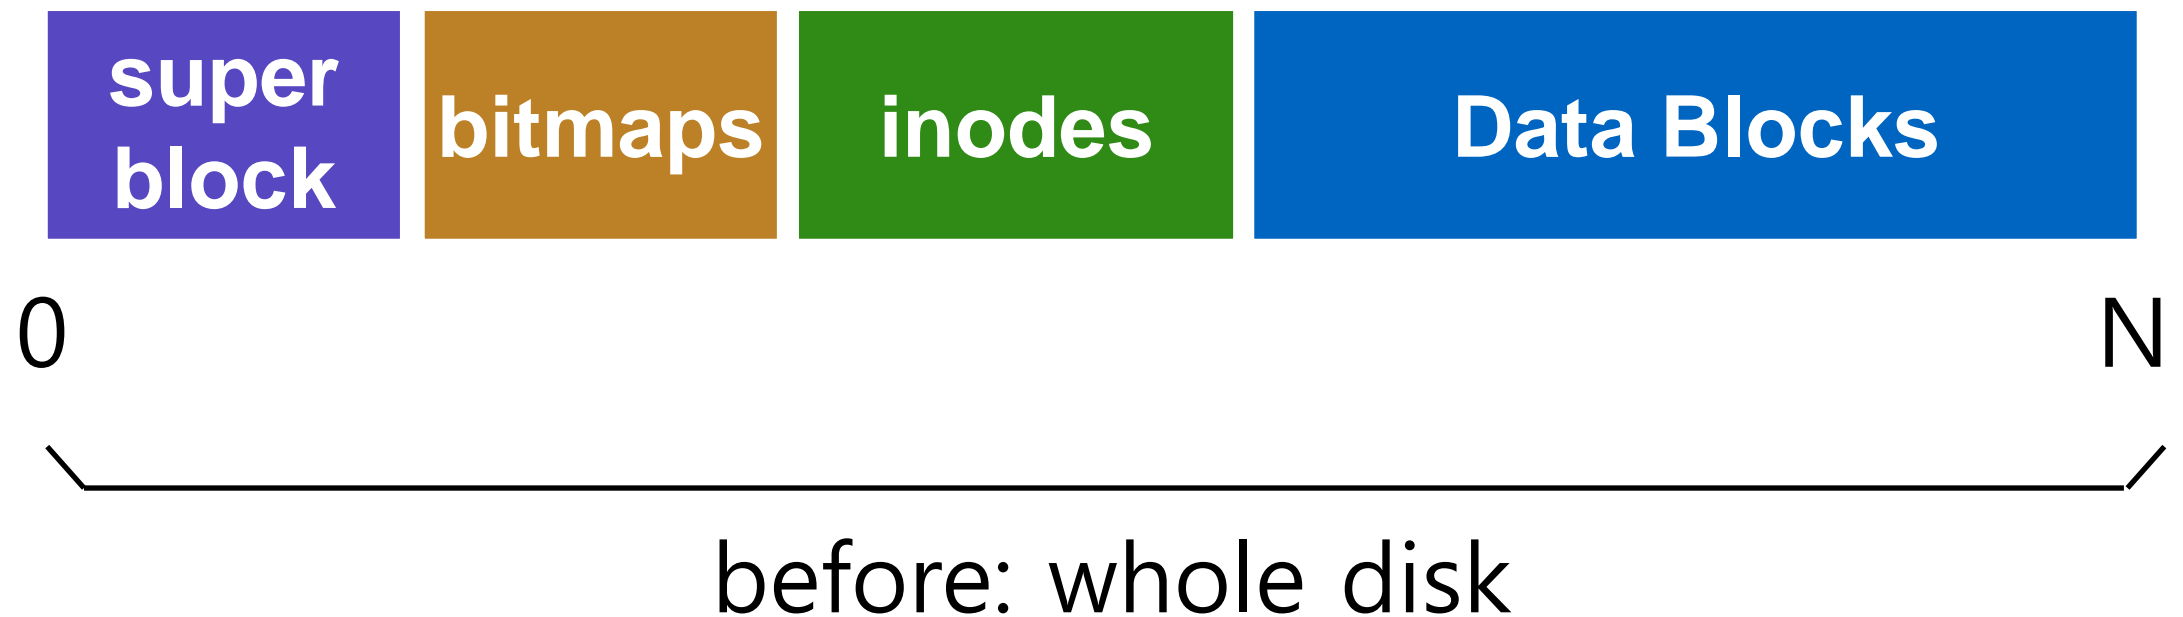 super
block
bitmaps
inodes
Data Blocks
0
N
before: whole disk